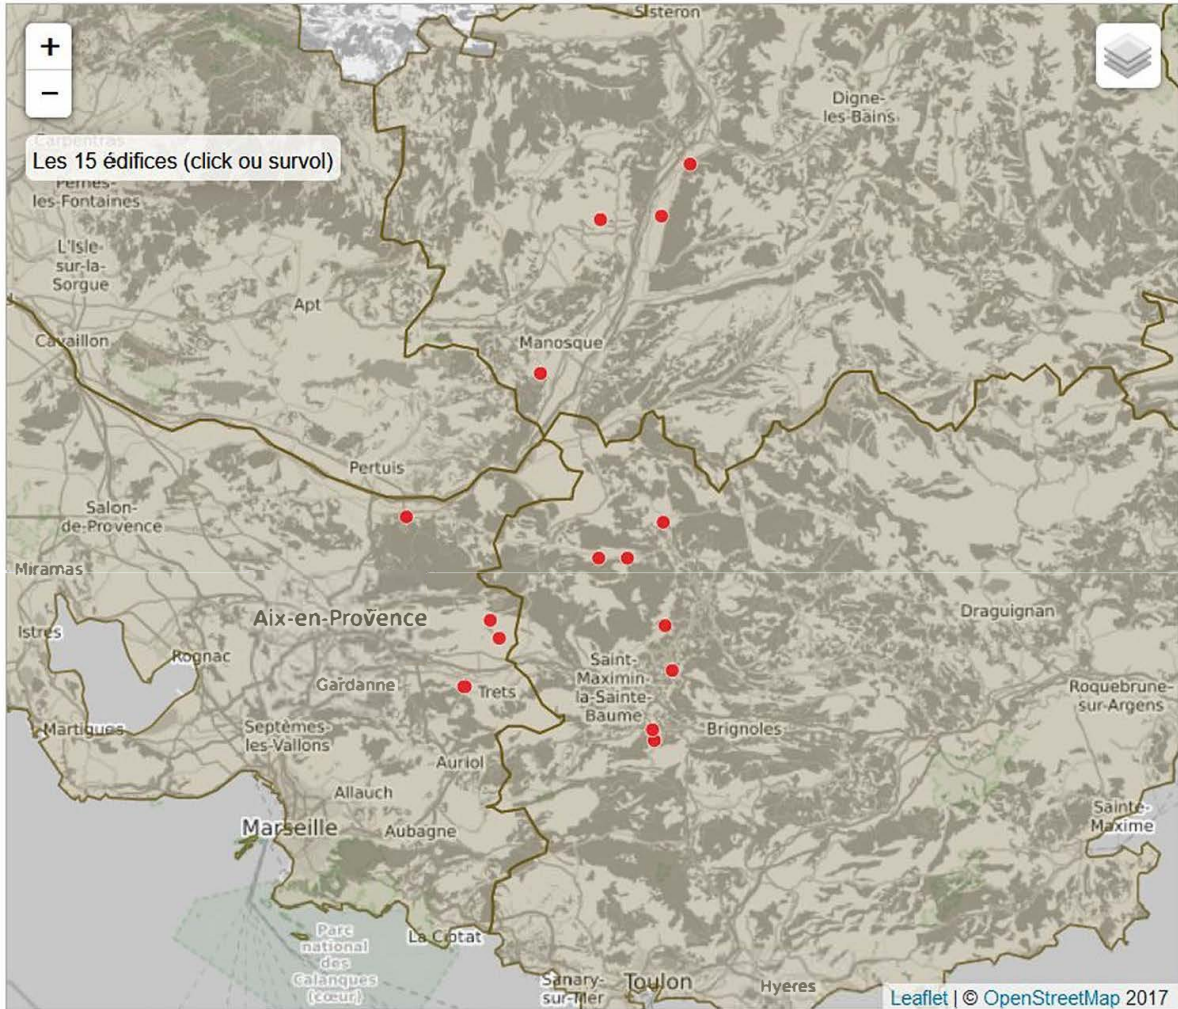 Sisteron
+
−
Digne-
les-Bains
Carpentras
Les 15 édifices (click ou survol)
Pernes-
les-Fontaines
L'Isle-
sur-la-
Sorgue
Apt
Cavaillon
Manosque
Pertuis
Salon-
de-Provence
Miramas
Aix-en-Provence
Draguignan
Istres
Rognac
Saint-
Maximin-
la-Sainte-
Baume
Gardanne
Trets
Roquebrune-
sur-Argens
Martigues
Septèmes-
les-Vallons
Brignoles
Auriol
Allauch
Sainte-
Maxime
Marseille
Aubagne
Parc
national
des
Calanques
(cœur)
La Ciotat
Sanary-
sur-Mer
Toulon
Hyères
Leaflet | © OpenStreetMap 2017